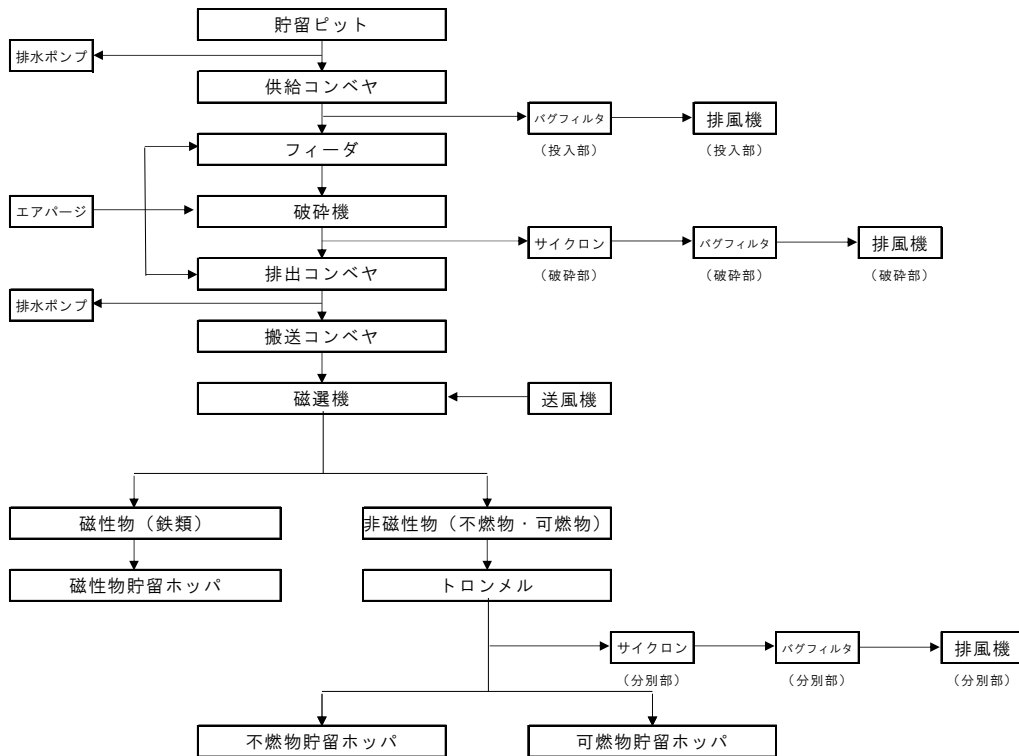 貯留ピット
排水ポンプ
供給コンベヤ
バグフィルタ
排風機
(投入部)
(投入部)
フィーダ
エアパージ
破砕機
サイクロン
バグフィルタ
排風機
(破砕部)
(破砕部)
(破砕部)
排出コンベヤ
排水ポンプ
搬送コンベヤ
磁選機
送風機
磁性物(鉄類)
非磁性物(不燃物・可燃物)
磁性物貯留ホッパ
トロンメル
サイクロン
バグフィルタ
排風機
(分別部)
(分別部)
(分別部)
不燃物貯留ホッパ
可燃物貯留ホッパ